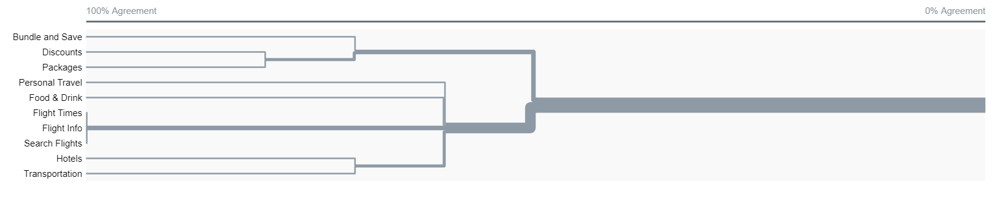 100% Agreement 0% Agreement
Bundle and Save
Discounts
Packages
Personal Travel
Food & Drink
Flight Times
Flight Info
Search Flights
Hotels
Transportation